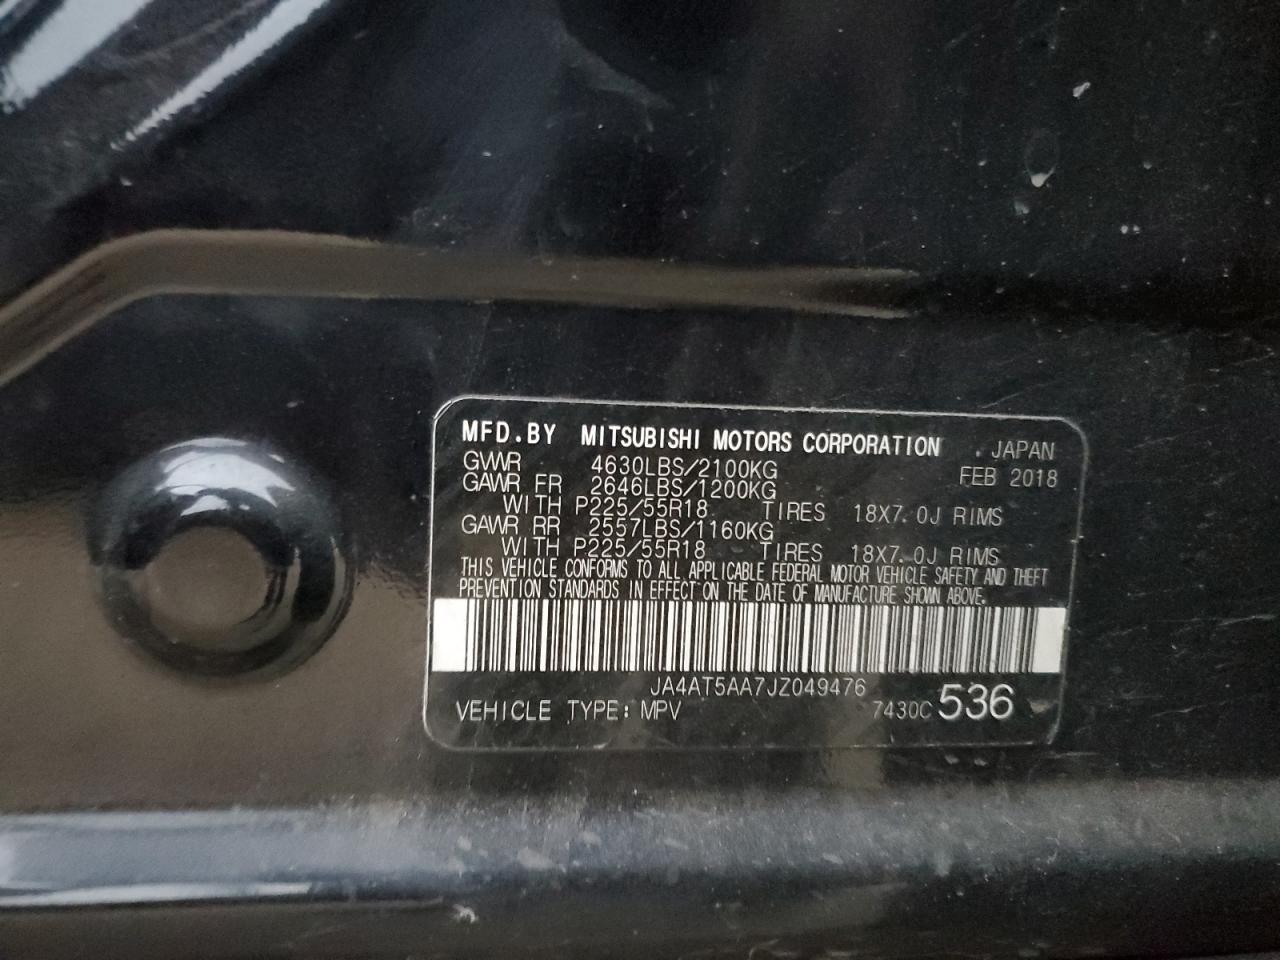 MFD.BY MITSUBISHI MOTORS CORPORATION . JAPAN
GVWR 4630LBS/2100KG FEB 2018
GAWR FR 2646LBS/1200KG
WITH P225/55R18 TIRES 18X7.0J RIMS
GAWR RR 2557LBS/1160KG
WITH P225/55R18 TIRES 18X7.0J RIMS
THIS VEHICLE CONFORMS TO ALL APPLICABLE FEDERAL MOTOR VEHICLE SAFETY AND THEFT
PREVENTION STANDARDS IN EFFECT ON THE DATE OF MANUFACTURE SHOWN ABOVE.
JA4AT5AA7JZ049476
VEHICLE TYPE: MPV 7430C 536